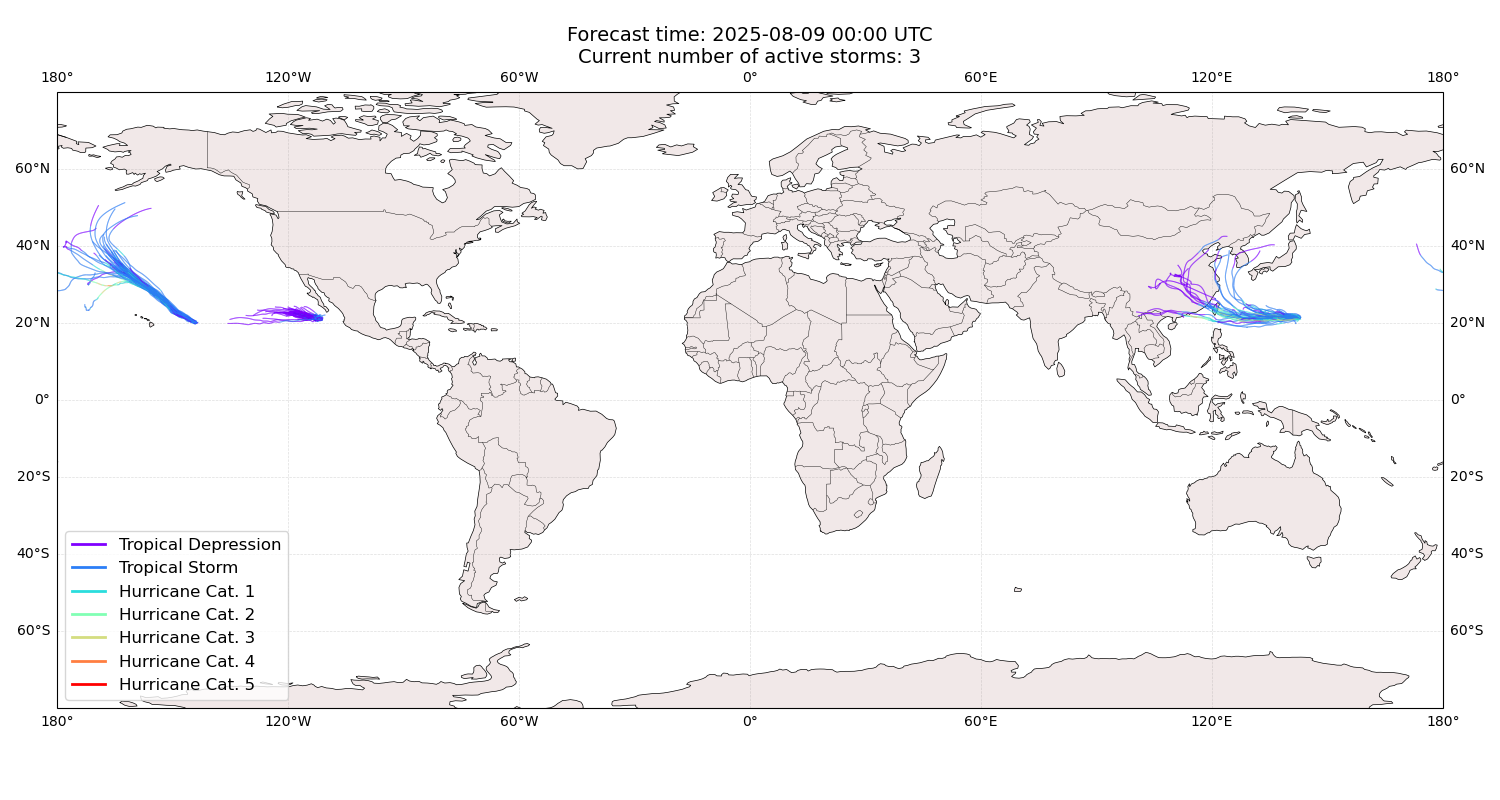 Forecast time: 2025-08-09 00:00 UTC
Current number of active storms: 3
180° 120°W 60°W 0° 60°E 120°E 180°
60°N 60°N
40°N 40°N
20°N 20°N
0° 0°
20°S 20°S
40°S 40°S
60°S 60°S
Tropical Depression
Tropical Storm
Hurricane Cat. 1
Hurricane Cat. 2
Hurricane Cat. 3
Hurricane Cat. 4
Hurricane Cat. 5
180° 120°W 60°W 0° 60°E 120°E 180°